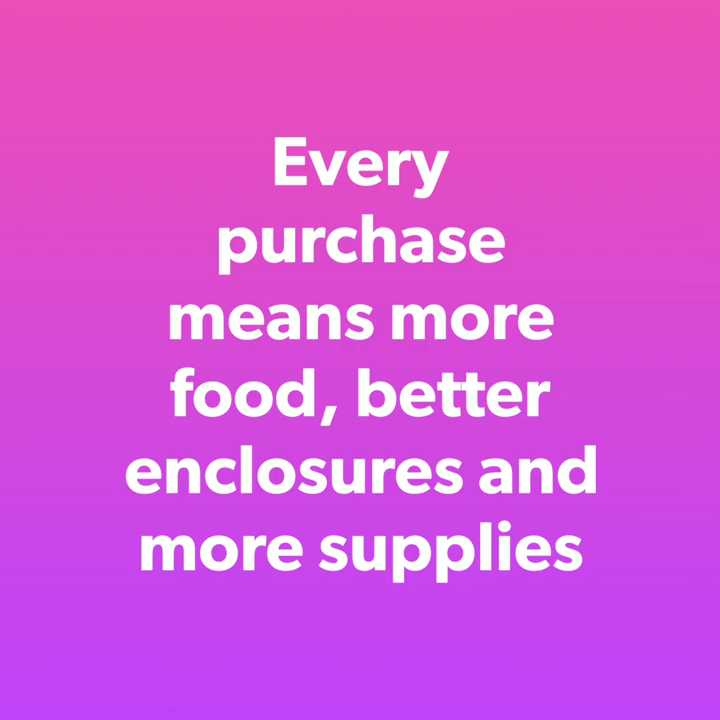 Every
purchase
means more
food, better
enclosures and
more supplies